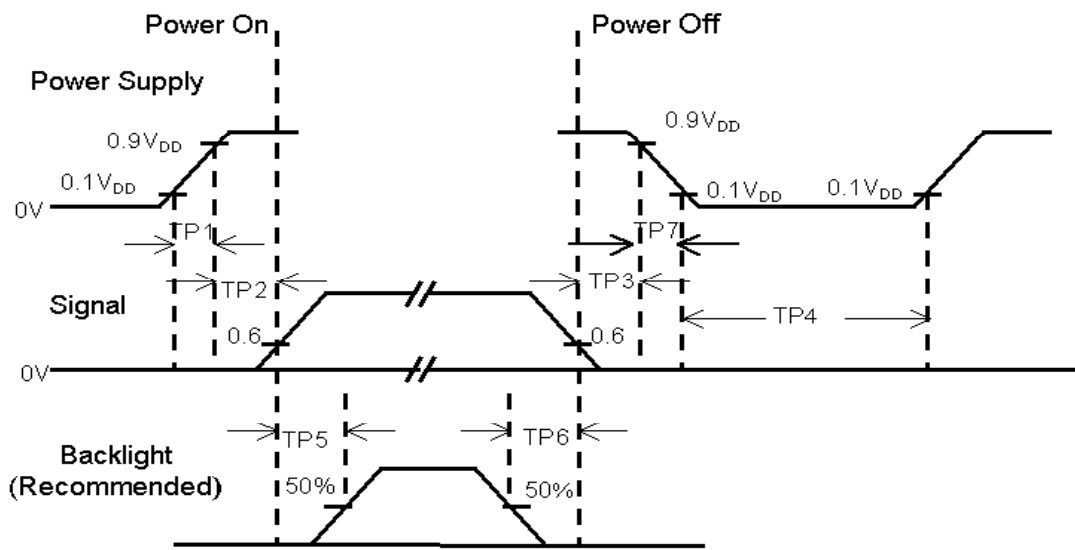 Power On
Power Off
Power Supply
0.9VDD
0.9VDD
0.1VDD
0.1VDD
0.1VDD
0V
TP1
TP7
TP2
TP3
TP4
Signal
0.6
0.6
0V
TP5
TP6
Backlight
(Recommended)
50%
50%